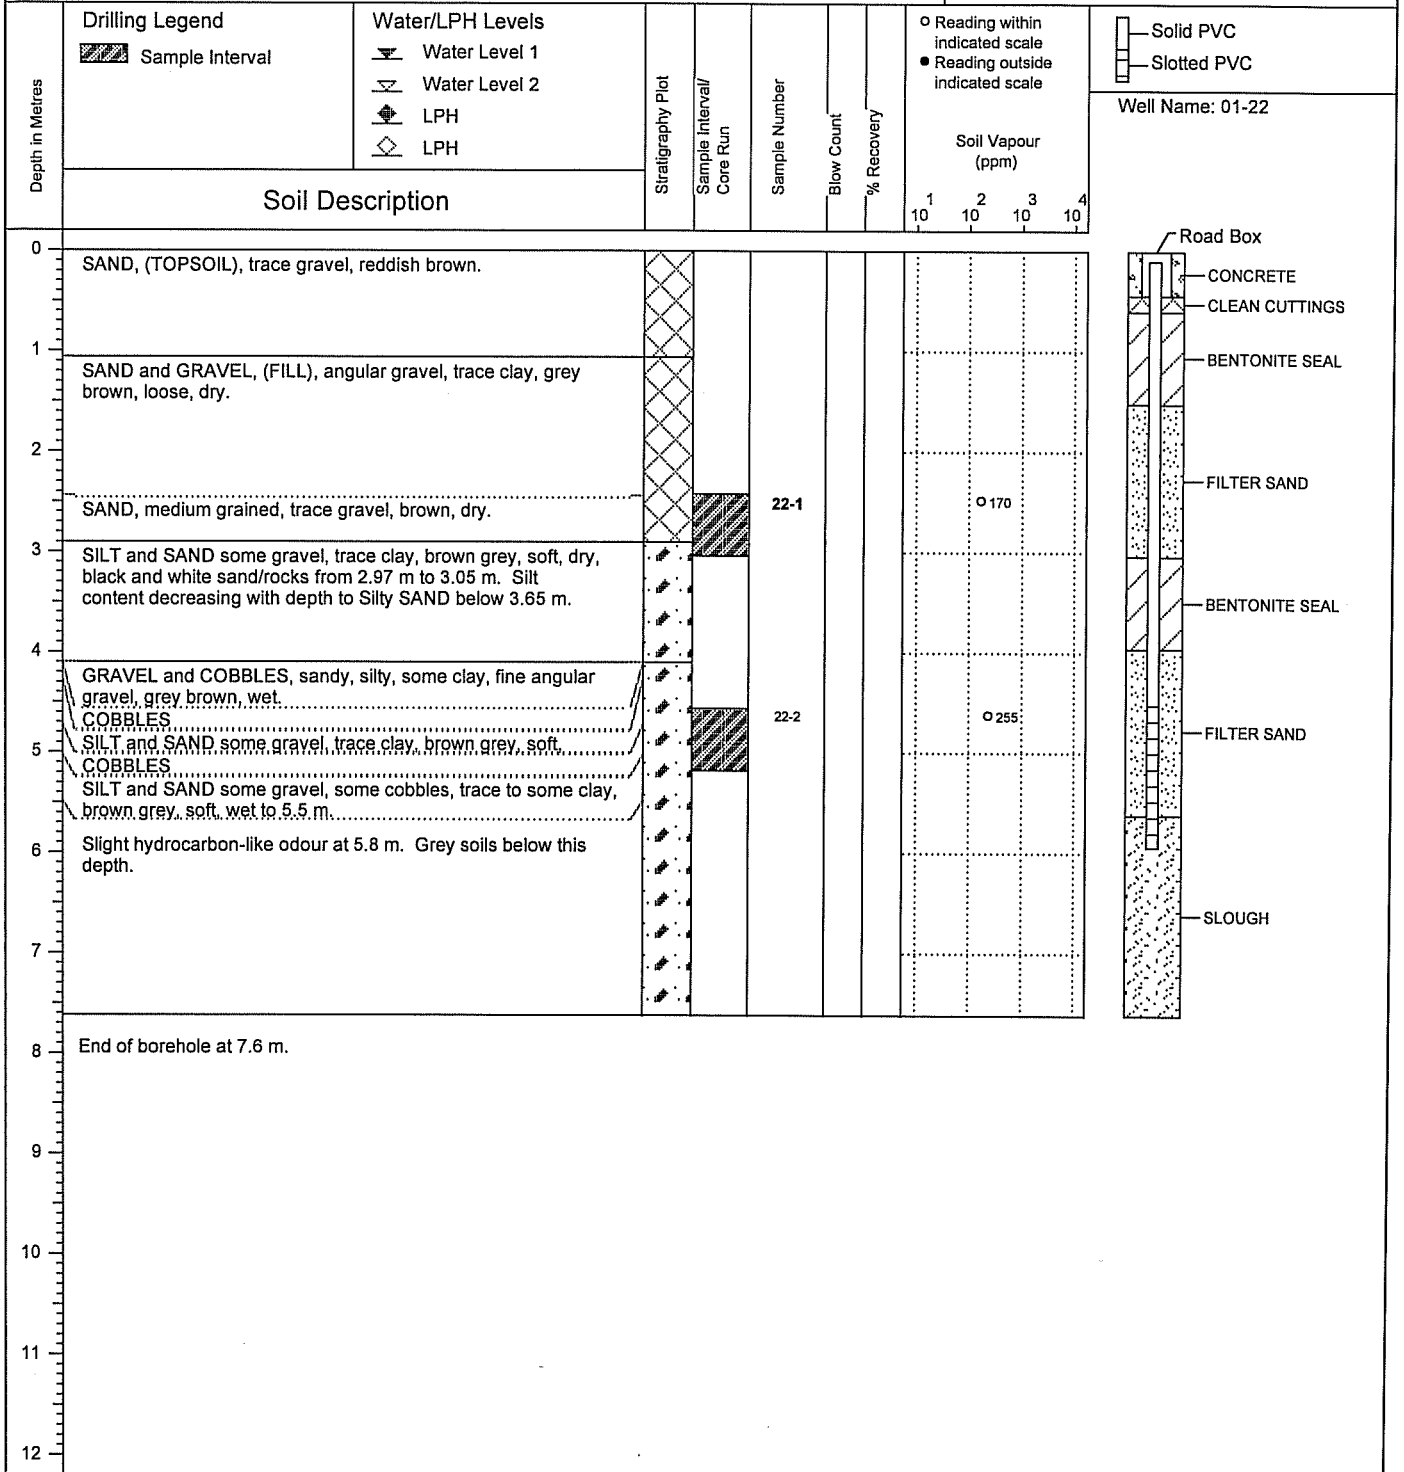 Drilling Legend
Sample Interval
Water/LPH Levels
Water Level 1
Water Level 2
LPH
LPH
Depth in Metres
Soil Description
Stratigraphy Plot
Sample Interval/
Core Run
Sample Number
Blow Count
% Recovery
Reading within
indicated scale
Reading outside
indicated scale
Soil Vapour
(ppm)
10^1 10^2 10^3 10^4
Solid PVC
Slotted PVC
Well Name: 01-22
0
1
2
3
4
5
6
7
8
9
10
11
12
SAND, (TOPSOIL), trace gravel, reddish brown.
SAND and GRAVEL, (FILL), angular gravel, trace clay, grey
brown, loose, dry.
SAND, medium grained, trace gravel, brown, dry.
SILT and SAND some gravel, trace clay, brown grey, soft, dry,
black and white sand/rocks from 2.97 m to 3.05 m. Silt
content decreasing with depth to Silty SAND below 3.65 m.
GRAVEL and COBBLES, sandy, silty, some clay, fine angular
gravel, grey brown, wet.
COBBLES
SILT and SAND some gravel, trace clay, brown grey, soft,
COBBLES
SILT and SAND some gravel, some cobbles, trace to some clay,
brown grey, soft, wet to 5.5 m.
Slight hydrocarbon-like odour at 5.8 m. Grey soils below this
depth.
End of borehole at 7.6 m.
22-1
170
22-2
255
Road Box
CONCRETE
CLEAN CUTTINGS
BENTONITE SEAL
FILTER SAND
BENTONITE SEAL
FILTER SAND
SLOUGH